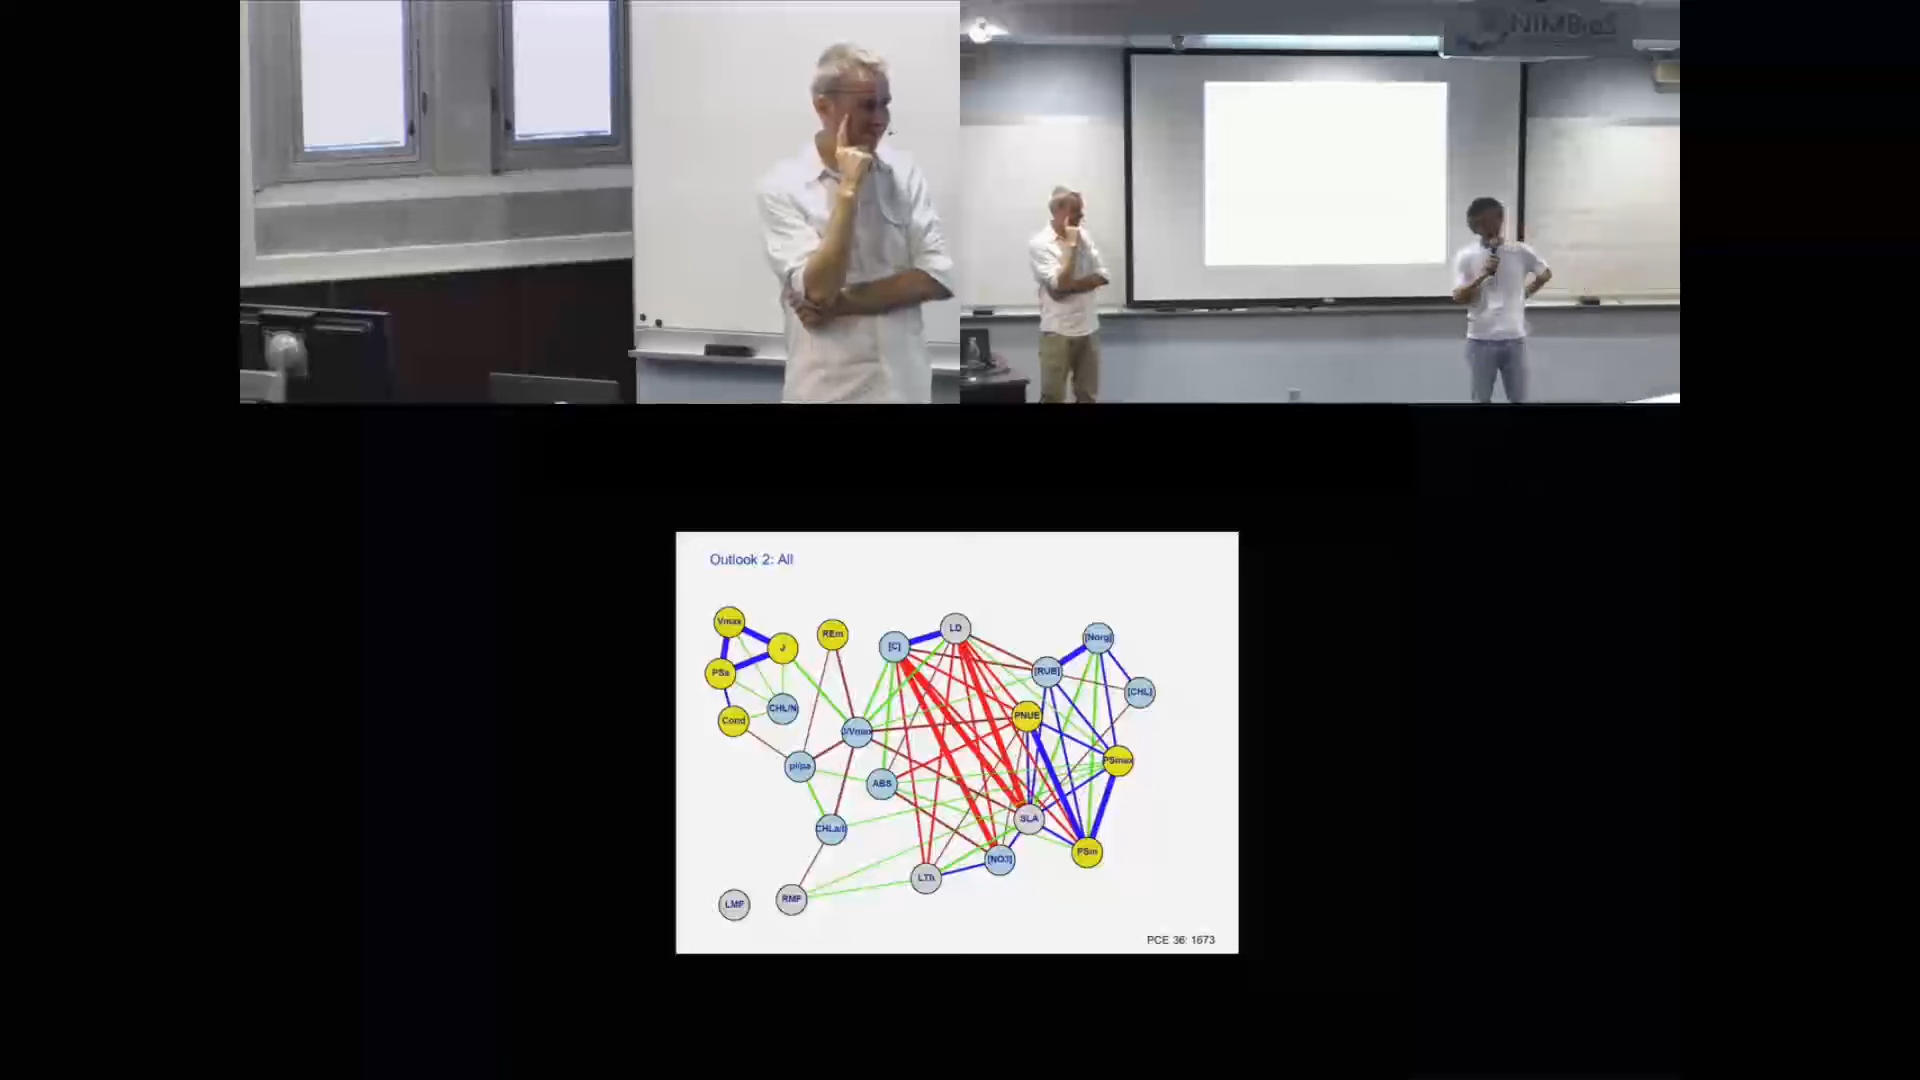 NIMBioS
Outlook 2: All
Vmax
REm
LD
J
[C]
[Norg]
PSa
[RUB]
[CHL]
CHL/N
Cond
PNUE
J/Vmax
pi/pa
PSmax
ABS
SLA
CHLa/b
PSm
[NO3]
LTh
RMF
LMF
PCE 36: 1673